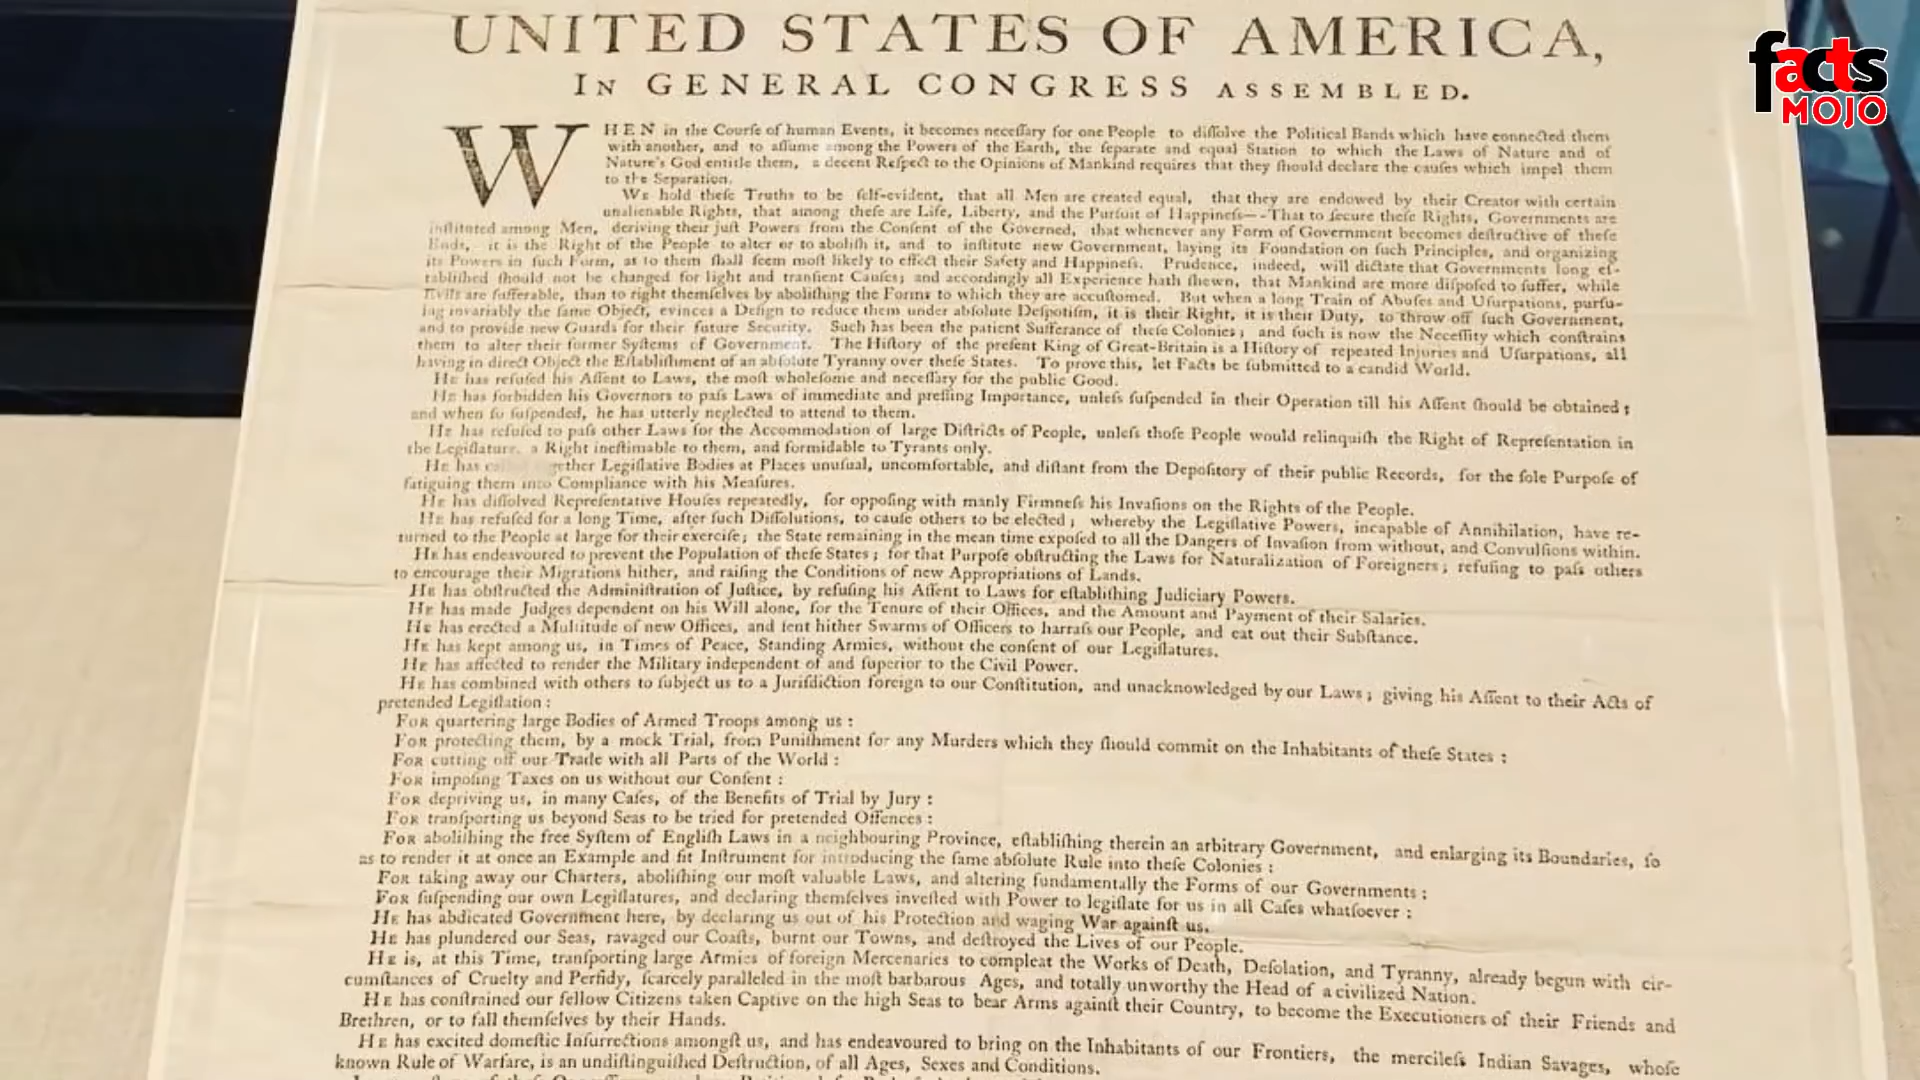 UNITED STATES OF AMERICA,
IN GENERAL CONGRESS ASSEMBLED.
facts
MOJO
WHEN in the Courſe of human Events, it becomes neceſſary for one People to diſſolve the Political Bands which have connected them
with another, and to aſſume among the Powers of the Earth, the ſeparate and equal Station to which the Laws of Nature and of
Nature's God entitle them, a decent Reſpect to the Opinions of Mankind requires that they ſhould declare the cauſes which impel them
to the Separation.
WE hold theſe Truths to be ſelf-evident, that all Men are created equal, that they are endowed by their Creator with certain
unalienable Rights, that among theſe are Life, Liberty, and the Purſuit of Happineſs—-That to ſecure theſe Rights, Governments are
inſtituted among Men, deriving their juſt Powers from the Conſent of the Governed, that whenever any Form of Government becomes deſtructive of theſe
Ends, it is the Right of the People to alter or to aboliſh it, and to inſtitute new Government, laying its Foundation on ſuch Principles, and organizing
its Powers in ſuch Form, as to them ſhall ſeem moſt likely to effect their Safety and Happineſs. Prudence, indeed, will dictate that Governments long eſ-
tabliſhed ſhould not be changed for light and tranſient Cauſes; and accordingly all Experience hath ſhewn, that Mankind are more diſpoſed to ſuffer, while
Evils are ſufferable, than to right themſelves by aboliſhing the Forms to which they are accuſtomed. But when a long Train of Abuſes and Uſurpations, purſu-
ing invariably the ſame Object, evinces a Deſign to reduce them under abſolute Deſpotiſm, it is their Right, it is their Duty, to throw off ſuch Government,
and to provide new Guards for their future Security. Such has been the patient Sufferance of theſe Colonies; and ſuch is now the Neceſſity which conſtrains
them to alter their former Syſtems of Government. The Hiſtory of the preſent King of Great-Britain is a Hiſtory of repeated Injuries and Uſurpations, all
having in direct Object the Eſtabliſhment of an abſolute Tyranny over theſe States. To prove this, let Facts be ſubmitted to a candid World.
HE has refuſed his Aſſent to Laws, the moſt wholeſome and neceſſary for the public Good.
HE has forbidden his Governors to paſs Laws of immediate and preſſing Importance, unleſs ſuſpended in their Operation till his Aſſent ſhould be obtained;
and when ſo ſuſpended, he has utterly neglected to attend to them.
HE has refuſed to paſs other Laws for the Accommodation of large Diſtricts of People, unleſs thoſe People would relinquiſh the Right of Repreſentation in
the Legiſlature, a Right ineſtimable to them, and formidable to Tyrants only.
HE has gether Legiſlative Bodies at Places unuſual, uncomfortable, and diſtant from the Depoſitory of their public Records, for the ſole Purpoſe of
fatiguing them into Compliance with his Meaſures.
HE has diſſolved Repreſentative Houſes repeatedly, for oppoſing with manly Firmneſs his Invaſions on the Rights of the People.
HE has refuſed for a long Time, after ſuch Diſſolutions, to cauſe others to be elected; whereby the Legiſlative Powers, incapable of Annihilation, have re-
turned to the People at large for their exerciſe; the State remaining in the mean time expoſed to all the Dangers of Invaſion from without, and Convulſions within.
HE has endeavoured to prevent the Population of theſe States; for that Purpoſe obſtructing the Laws for Naturalization of Foreigners; refuſing to paſs others
to encourage their Migrations hither, and raiſing the Conditions of new Appropriations of Lands.
HE has obſtructed the Adminiſtration of Juſtice, by refuſing his Aſſent to Laws for eſtabliſhing Judiciary Powers.
HE has made Judges dependent on his Will alone, for the Tenure of their Offices, and the Amount and Payment of their Salaries.
HE has erected a Multitude of new Offices, and ſent hither Swarms of Officers to harraſs our People, and eat out their Subſtance.
HE has kept among us, in Times of Peace, Standing Armies, without the conſent of our Legiſlatures.
HE has affected to render the Military independent of and ſuperior to the Civil Power.
HE has combined with others to ſubject us to a Juriſdiction foreign to our Conſtitution, and unacknowledged by our Laws; giving his Aſſent to their Acts of
pretended Legiſlation:
FOR quartering large Bodies of Armed Troops among us:
FOR protecting them, by a mock Trial, from Puniſhment for any Murders which they ſhould commit on the Inhabitants of theſe States:
FOR cutting off our Trade with all Parts of the World:
FOR impoſing Taxes on us without our Conſent:
FOR depriving us, in many Caſes, of the Benefits of Trial by Jury:
FOR tranſporting us beyond Seas to be tried for pretended Offences:
FOR aboliſhing the free Syſtem of Engliſh Laws in a neighbouring Province, eſtabliſhing therein an arbitrary Government, and enlarging its Boundaries, ſo
as to render it at once an Example and fit Inſtrument for introducing the ſame abſolute Rule into theſe Colonies:
FOR taking away our Charters, aboliſhing our moſt valuable Laws, and altering fundamentally the Forms of our Governments:
FOR ſuſpending our own Legiſlatures, and declaring themſelves inveſted with Power to legiſlate for us in all Caſes whatſoever:
HE has abdicated Government here, by declaring us out of his Protection and waging War againſt us.
HE has plundered our Seas, ravaged our Coaſts, burnt our Towns, and deſtroyed the Lives of our People.
HE is, at this Time, tranſporting large Armies of foreign Mercenaries to compleat the Works of Death, Deſolation, and Tyranny, already begun with cir-
cumſtances of Cruelty and Perfidy, ſcarcely paralleled in the moſt barbarous Ages, and totally unworthy the Head of a civilized Nation.
HE has conſtrained our fellow Citizens taken Captive on the high Seas to bear Arms againſt their Country, to become the Executioners of their Friends and
Brethren, or to fall themſelves by their Hands.
HE has excited domeſtic Inſurrections amongſt us, and has endeavoured to bring on the Inhabitants of our Frontiers, the mercileſs Indian Savages, whoſe
known Rule of Warfare, is an undiſtinguiſhed Deſtruction, of all Ages, Sexes and Conditions.